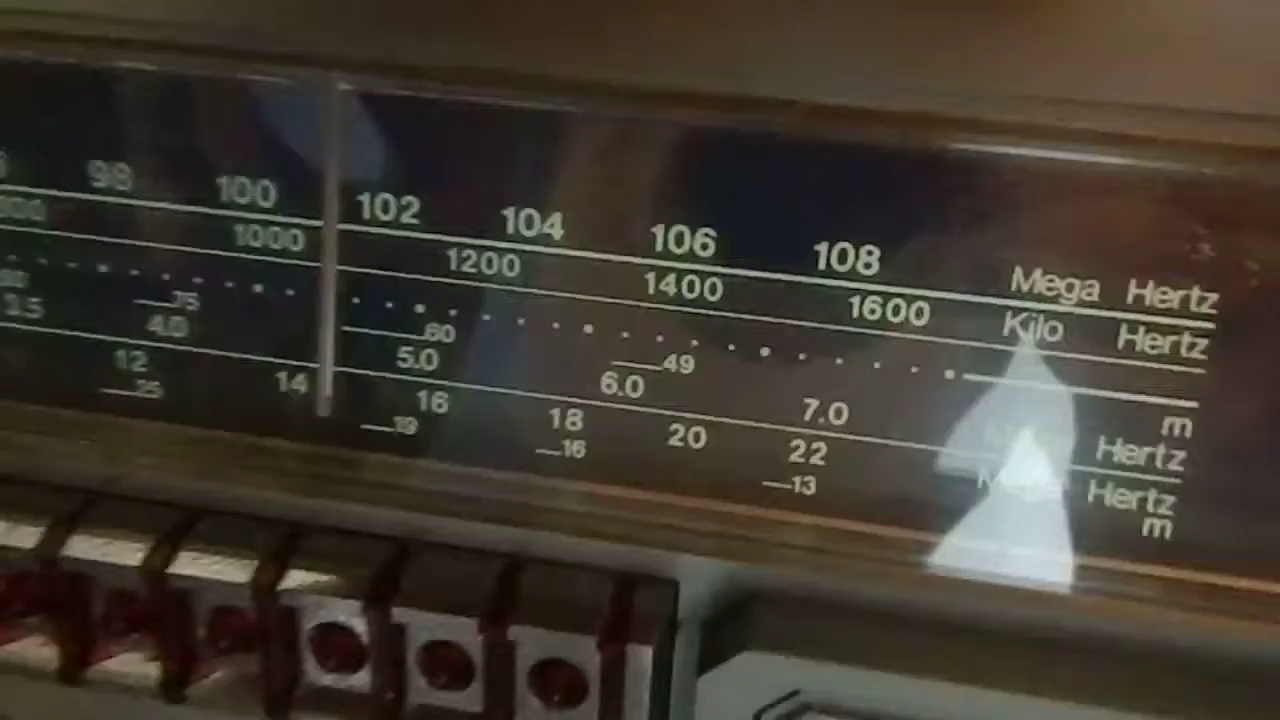 98 100 102 104 106 108 Mega Hertz
1000 1200 1400 1600 Kilo Hertz
75 60 49 m
3.5 4.0 5.0 6.0 7.0 Hertz
12 14 16 18 20 22 Hertz
25 19 16 13 m